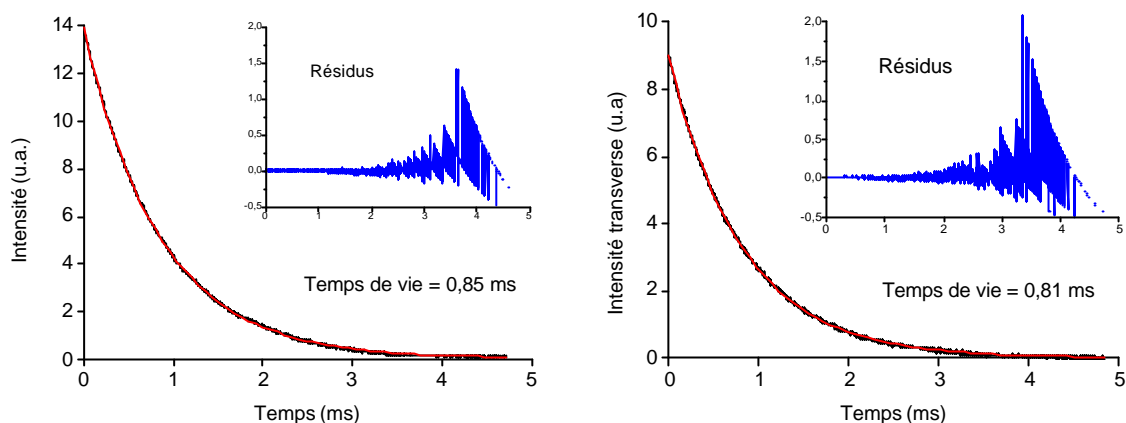 14
12
10
8
6
4
2
0
Intensité (u.a.)
0 1 2 3 4 5
Temps (ms)
Temps de vie = 0,85 ms
2,0
1,5
1,0
0,5
0,0
-0,5
0 1 2 3 4 5
Résidus
10
8
6
4
2
0
Intensité transverse (u.a)
0 1 2 3 4 5
Temps (ms)
Temps de vie = 0,81 ms
2,0
1,5
1,0
0,5
0,0
-0,5
0 1 2 3 4 5
Résidus